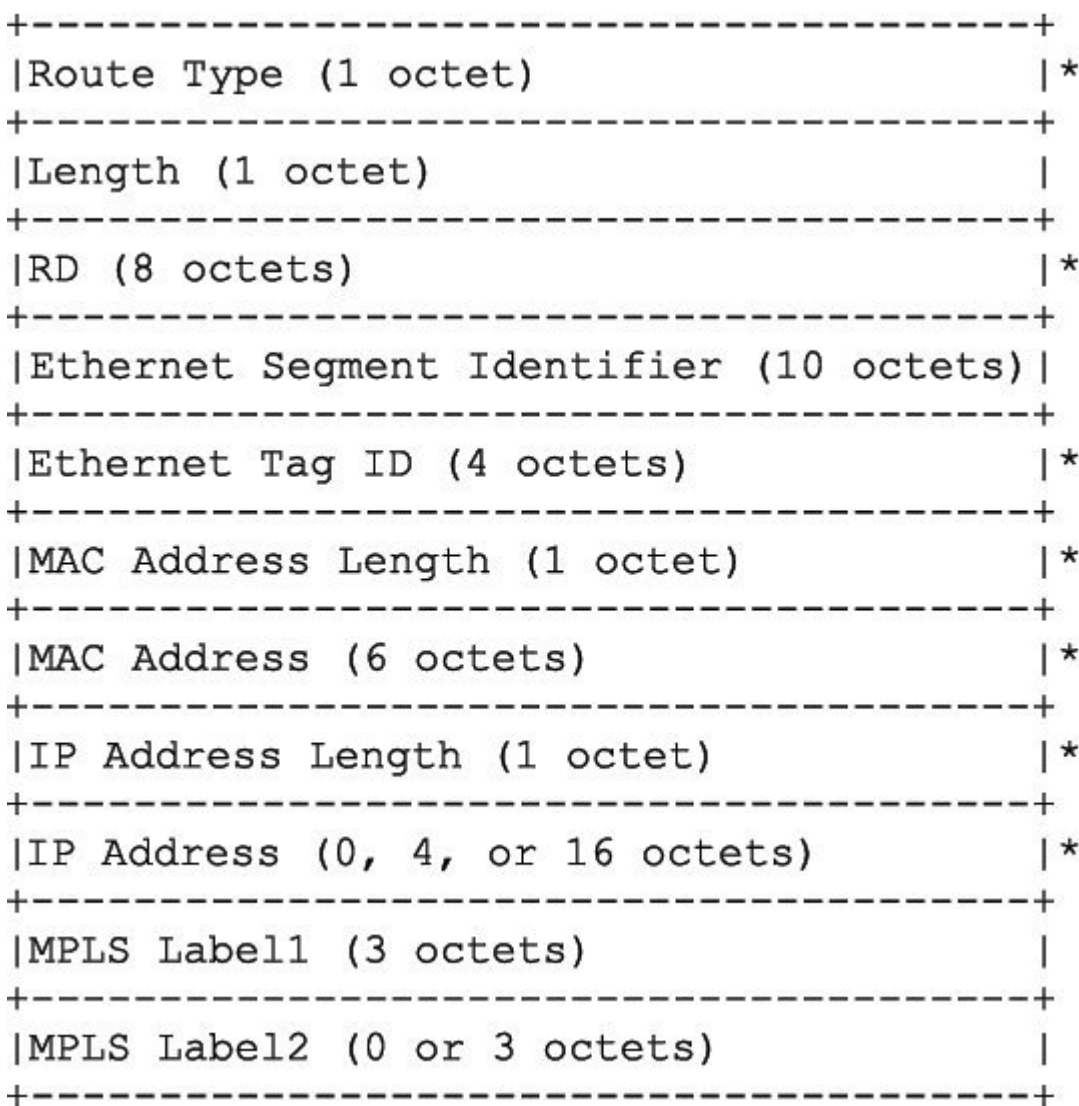 +---------------------------------------+
|Route Type (1 octet)                   |*
+---------------------------------------+
|Length (1 octet)                       |
+---------------------------------------+
|RD (8 octets)                          |*
+---------------------------------------+
|Ethernet Segment Identifier (10 octets)|
+---------------------------------------+
|Ethernet Tag ID (4 octets)             |*
+---------------------------------------+
|MAC Address Length (1 octet)           |*
+---------------------------------------+
|MAC Address (6 octets)                 |*
+---------------------------------------+
|IP Address Length (1 octet)            |*
+---------------------------------------+
|IP Address (0, 4, or 16 octets)        |*
+---------------------------------------+
|MPLS Label1 (3 octets)                 |
+---------------------------------------+
|MPLS Label2 (0 or 3 octets)            |
+---------------------------------------+